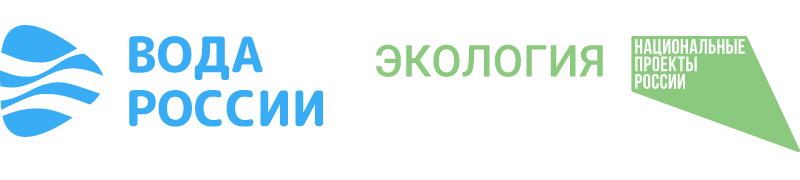 ВОДА
РОССИИ
ЭКОЛОГИЯ
НАЦИОНАЛЬНЫЕ
ПРОЕКТЫ
РОССИИ